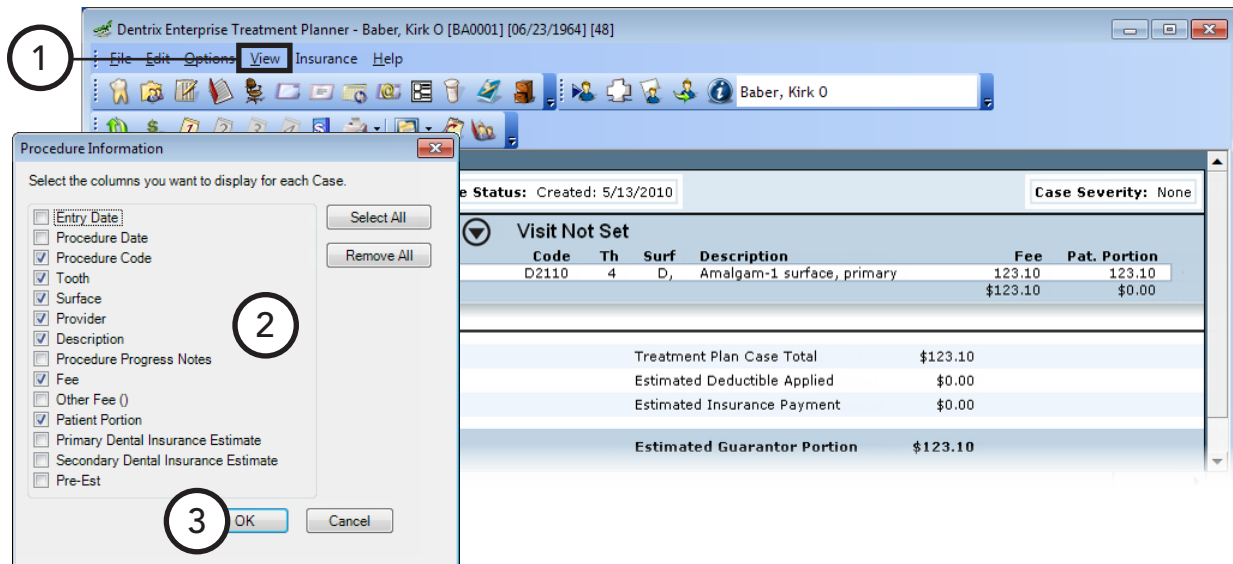 Dentrix Enterprise Treatment Planner - Baber, Kirk O [BA0001] [06/23/1964] [48]
1
File Edit Options View Insurance Help
Baber, Kirk O
Procedure Information
Select the columns you want to display for each Case.
Entry Date
Procedure Date
Procedure Code
Tooth
Surface
Provider
Description
Procedure Progress Notes
Fee
Other Fee ()
Patient Portion
Primary Dental Insurance Estimate
Secondary Dental Insurance Estimate
Pre-Est
Select All
Remove All
2
3
OK Cancel
e Status: Created: 5/13/2010 Case Severity: None
Visit Not Set
Code Th Surf Description Fee Pat. Portion
D2110 4 D, Amalgam-1 surface, primary 123.10 123.10
$123.10 $0.00
Treatment Plan Case Total $123.10
Estimated Deductible Applied $0.00
Estimated Insurance Payment $0.00
Estimated Guarantor Portion $123.10